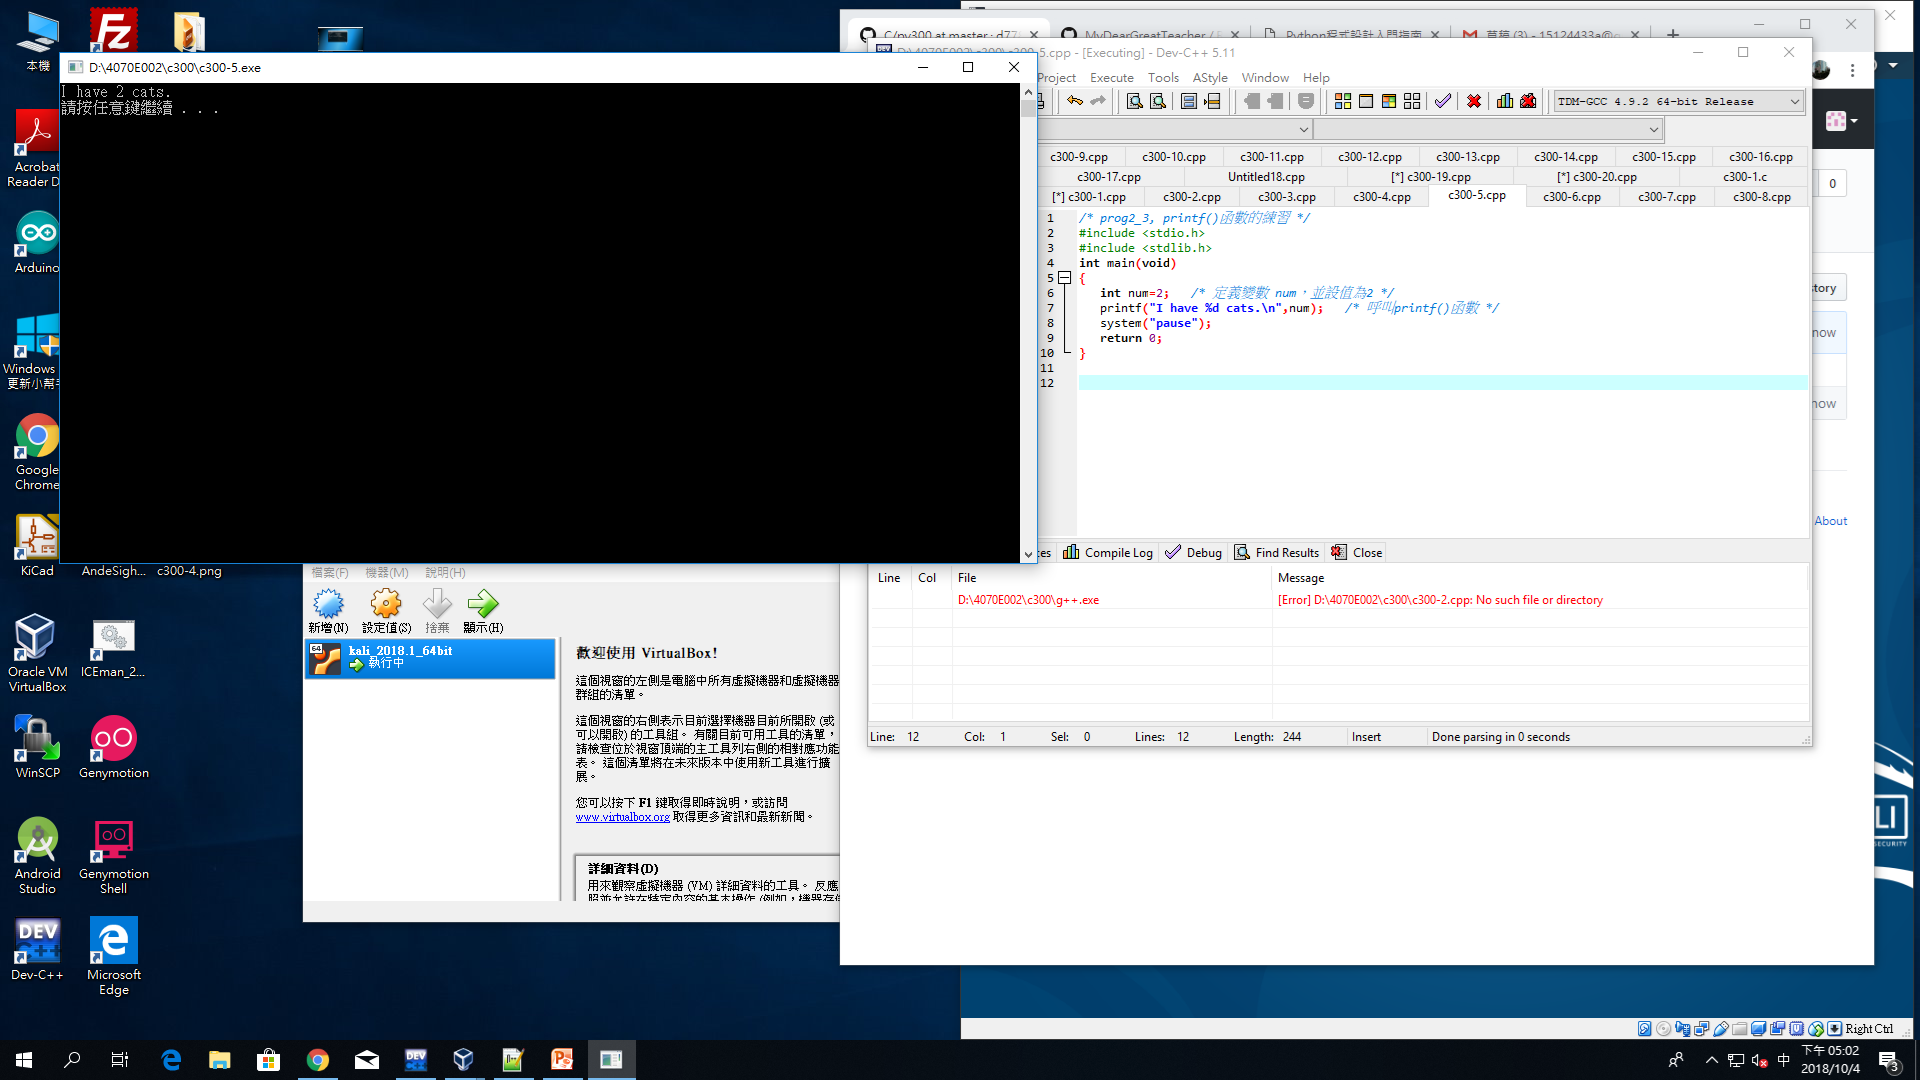 本機
Acrobat
Reader D
Arduino
Windows
更新小幫手
Google
Chrome
KiCad
AndeSigh...
c300-4.png
Oracle VM
VirtualBox
ICEman_2...
WinSCP
Genymotion
Android
Studio
Genymotion
Shell
Dev-C++
Microsoft
Edge
D:\4070E002\c300\c300-5.exe
I have 2 cats.
請按任意鍵繼續 . . .
C/py300 at master · d77
MyDearGreatTeacher /
Python程式設計入門指南
草稿 (3) - 15124433a@g
D:\4070E002\c300\c300-5.cpp - [Executing] - Dev-C++ 5.11
Project Execute Tools AStyle Window Help
TDM-GCC 4.9.2 64-bit Release
c300-9.cpp c300-10.cpp c300-11.cpp c300-12.cpp c300-13.cpp c300-14.cpp c300-15.cpp c300-16.cpp
c300-17.cpp Untitled18.cpp [*] c300-19.cpp [*] c300-20.cpp c300-1.c
[*] c300-1.cpp c300-2.cpp c300-3.cpp c300-4.cpp c300-5.cpp c300-6.cpp c300-7.cpp c300-8.cpp
1 /* prog2_3, printf()函數的練習 */
2 #include <stdio.h>
3 #include <stdlib.h>
4 int main(void)
5 {
6 int num=2; /* 定義變數 num，並設值為2 */
7 printf("I have %d cats.\n",num); /* 呼叫printf()函數 */
8 system("pause");
9 return 0;
10 }
11
12
Compile Log Debug Find Results Close
Line Col File Message
D:\4070E002\c300\g++.exe [Error] D:\4070E002\c300\c300-2.cpp: No such file or directory
Line: 12 Col: 1 Sel: 0 Lines: 12 Length: 244 Insert Done parsing in 0 seconds
0
story
now
now
About
檔案(F) 機器(M) 說明(H)
新增(N) 設定值(S) 捨棄 顯示(H)
64
kali_2018.1_64bit
執行中
歡迎使用 VirtualBox!
這個視窗的左側是電腦中所有虛擬機器和虛擬機器
群組的清單。
這個視窗的右側表示目前選擇機器目前所開啟 (或
可以開啟) 的工具組。 有關目前可用工具的清單，
請檢查位於視窗頂端的主工具列右側的相對應功能
表。 這個清單將在未來版本中使用新工具進行擴
展。
您可以按下 F1 鍵取得即時說明，或訪問
www.virtualbox.org 取得更多資訊和最新新聞。
詳細資料(D)
用來觀察虛擬機器 (VM) 詳細資料的工具。 反應
LI
SECURITY
Right Ctrl
中
下午 05:02
2018/10/4
3